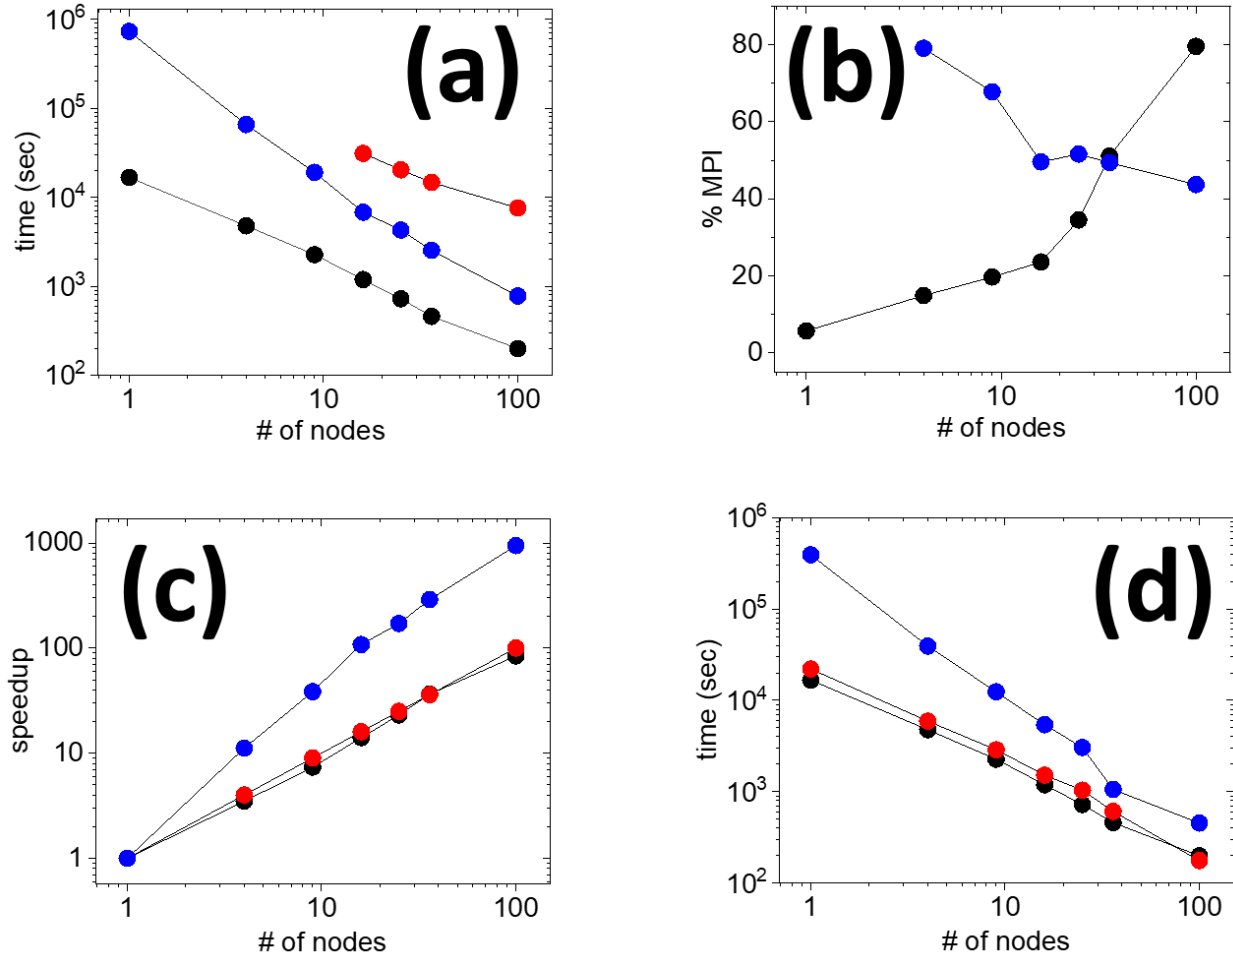 (a)
10⁶
10⁵
10⁴
10³
10²
time (sec)
1 10 100
# of nodes
(b)
80
60
40
20
0
% MPI
1 10 100
# of nodes
(c)
1000
100
10
1
speedup
1 10 100
# of nodes
(d)
10⁶
10⁵
10⁴
10³
10²
time (sec)
1 10 100
# of nodes